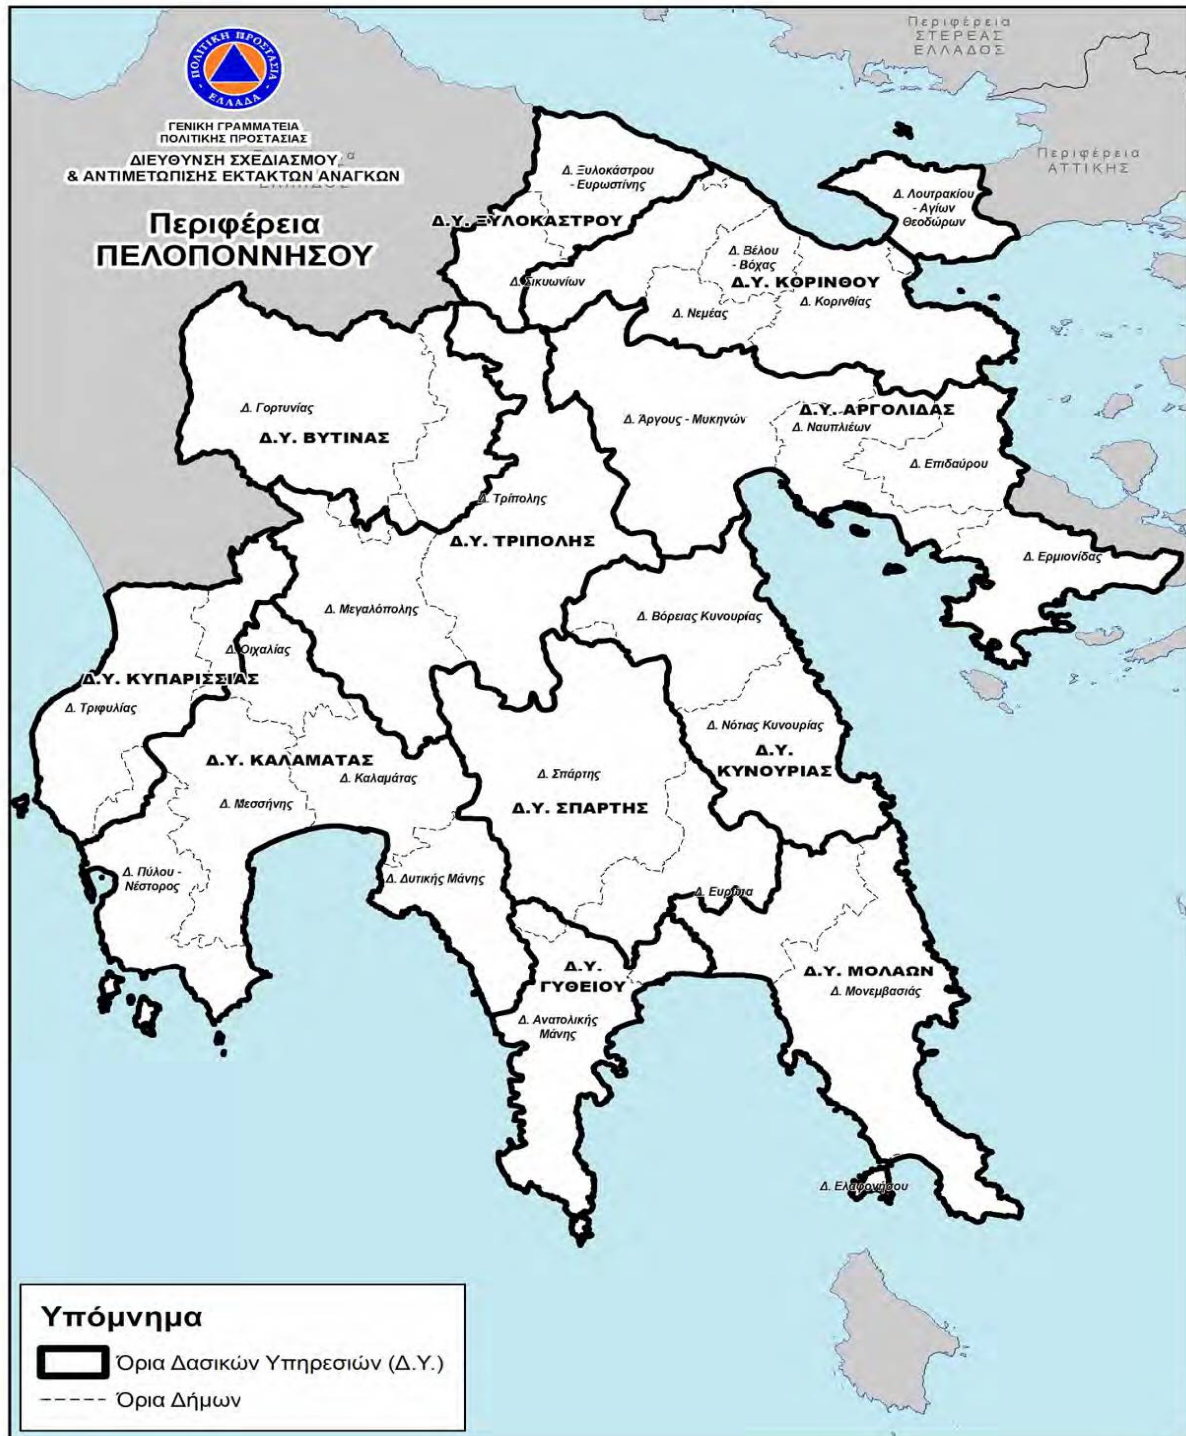 Περιφέρεια
ΣΤΕΡΕΑΣ
ΕΛΛΑΔΟΣ
ΠΟΛΙΤΙΚΗ ΠΡΟΣΤΑΣΙΑ
ΕΛΛΑΔΑ
ΓΕΝΙΚΗ ΓΡΑΜΜΑΤΕΙΑ
ΠΟΛΙΤΙΚΗΣ ΠΡΟΣΤΑΣΙΑΣ
ΔΙΕΥΘΥΝΣΗ ΣΧΕΔΙΑΣΜΟΥ
& ΑΝΤΙΜΕΤΩΠΙΣΗΣ ΕΚΤΑΚΤΩΝ ΑΝΑΓΚΩΝ
Περιφέρεια
ΠΕΛΟΠΟΝΝΗΣΟΥ
Περιφέρεια
ΑΤΤΙΚΗΣ
Δ. Ξυλοκάστρου
- Ευρωστίνης
Δ. Λουτρακίου
- Αγίων
Θεοδώρων
Δ.Υ. ΞΥΛΟΚΑΣΤΡΟΥ
Δ. Βέλου
- Βόχας
Δ. Σικυωνίων
Δ.Υ. ΚΟΡΙΝΘΟΥ
Δ. Κορινθίας
Δ. Νεμέας
Δ. Γορτυνίας
Δ.Υ. ΒΥΤΙΝΑΣ
Δ. Άργους - Μυκηνών
Δ.Υ. ΑΡΓΟΛΙΔΑΣ
Δ. Ναυπλιέων
Δ. Επιδαύρου
Δ. Τρίπολης
Δ.Υ. ΤΡΙΠΟΛΗΣ
Δ. Ερμιονίδας
Δ. Μεγαλόπολης
Δ. Βόρειας Κυνουρίας
Δ. Οιχαλίας
Δ.Υ. ΚΥΠΑΡΙΣΣΙΑΣ
Δ. Τριφυλίας
Δ. Νότιας Κυνουρίας
Δ.Υ.
ΚΥΝΟΥΡΙΑΣ
Δ.Υ. ΚΑΛΑΜΑΤΑΣ
Δ. Καλαμάτας
Δ. Μεσσήνης
Δ. Σπάρτης
Δ.Υ. ΣΠΑΡΤΗΣ
Δ. Πύλου -
Νέστορος
Δ. Δυτικής Μάνης
Δ. Ευρώτα
Δ.Υ.
ΓΥΘΕΙΟΥ
Δ.Υ. ΜΟΛΑΩΝ
Δ. Μονεμβασιάς
Δ. Ανατολικής
Μάνης
Δ. Ελαφονήσου
Υπόμνημα
Όρια Δασικών Υπηρεσιών (Δ.Υ.)
Όρια Δήμων